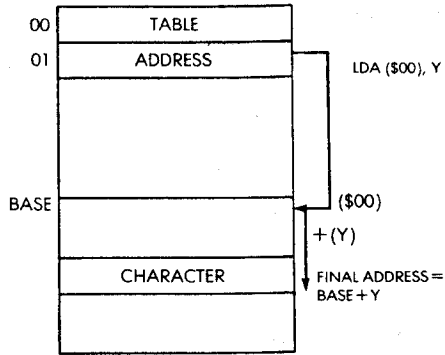 00 TABLE
01 ADDRESS
LDA ($00), Y
BASE
($00)
+(Y)
CHARACTER
FINAL ADDRESS=
BASE+Y